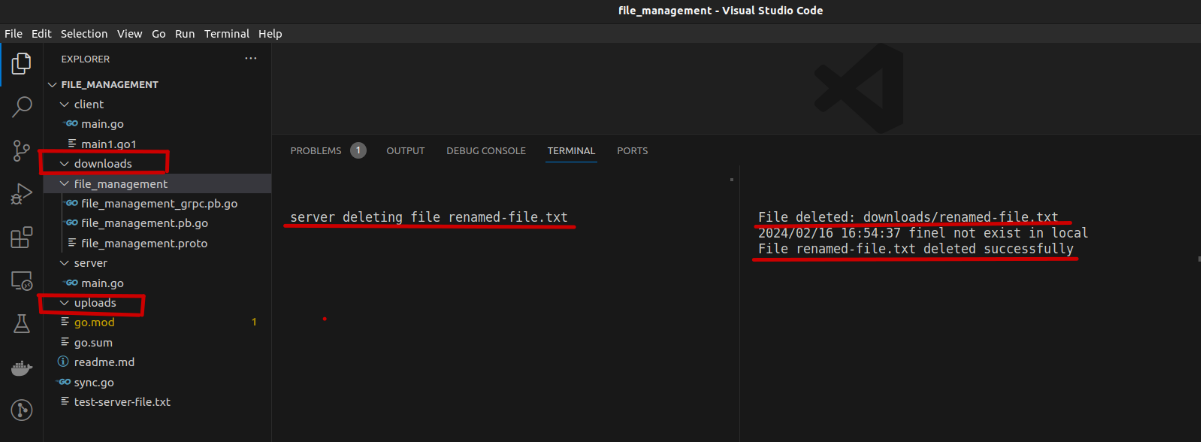 file_management - Visual Studio Code
File Edit Selection View Go Run Terminal Help
EXPLORER
FILE_MANAGEMENT
client
main.go
main1.go1
downloads
file_management
file_management_grpc.pb.go
file_management.pb.go
file_management.proto
server
main.go
uploads
go.mod 1
go.sum
readme.md
sync.go
test-server-file.txt
PROBLEMS 1 OUTPUT DEBUG CONSOLE TERMINAL PORTS
server deleting file renamed-file.txt
File deleted: downloads/renamed-file.txt
2024/02/16 16:54:37 finel not exist in local
File renamed-file.txt deleted successfully